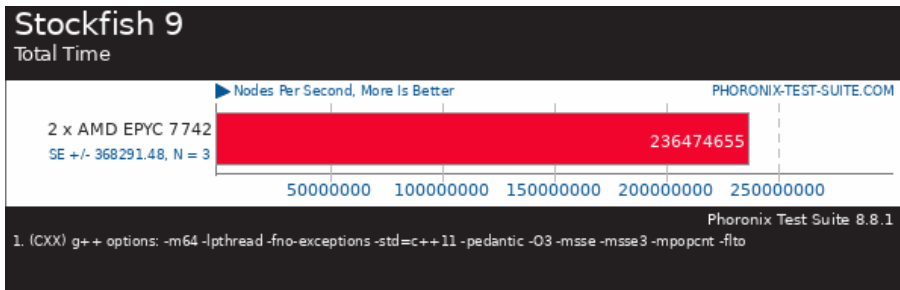 Stockfish 9
Total Time
▶ Nodes Per Second, More Is Better PHORONIX-TEST-SUITE.COM
2 x AMD EPYC 7742
SE +/- 368291.48, N = 3
236474655
50000000 100000000 150000000 200000000 250000000
Phoronix Test Suite 8.8.1
1. (CXX) g++ options: -m64 -lpthread -fno-exceptions -std=c++11 -pedantic -O3 -msse -msse3 -mpopcnt -flto